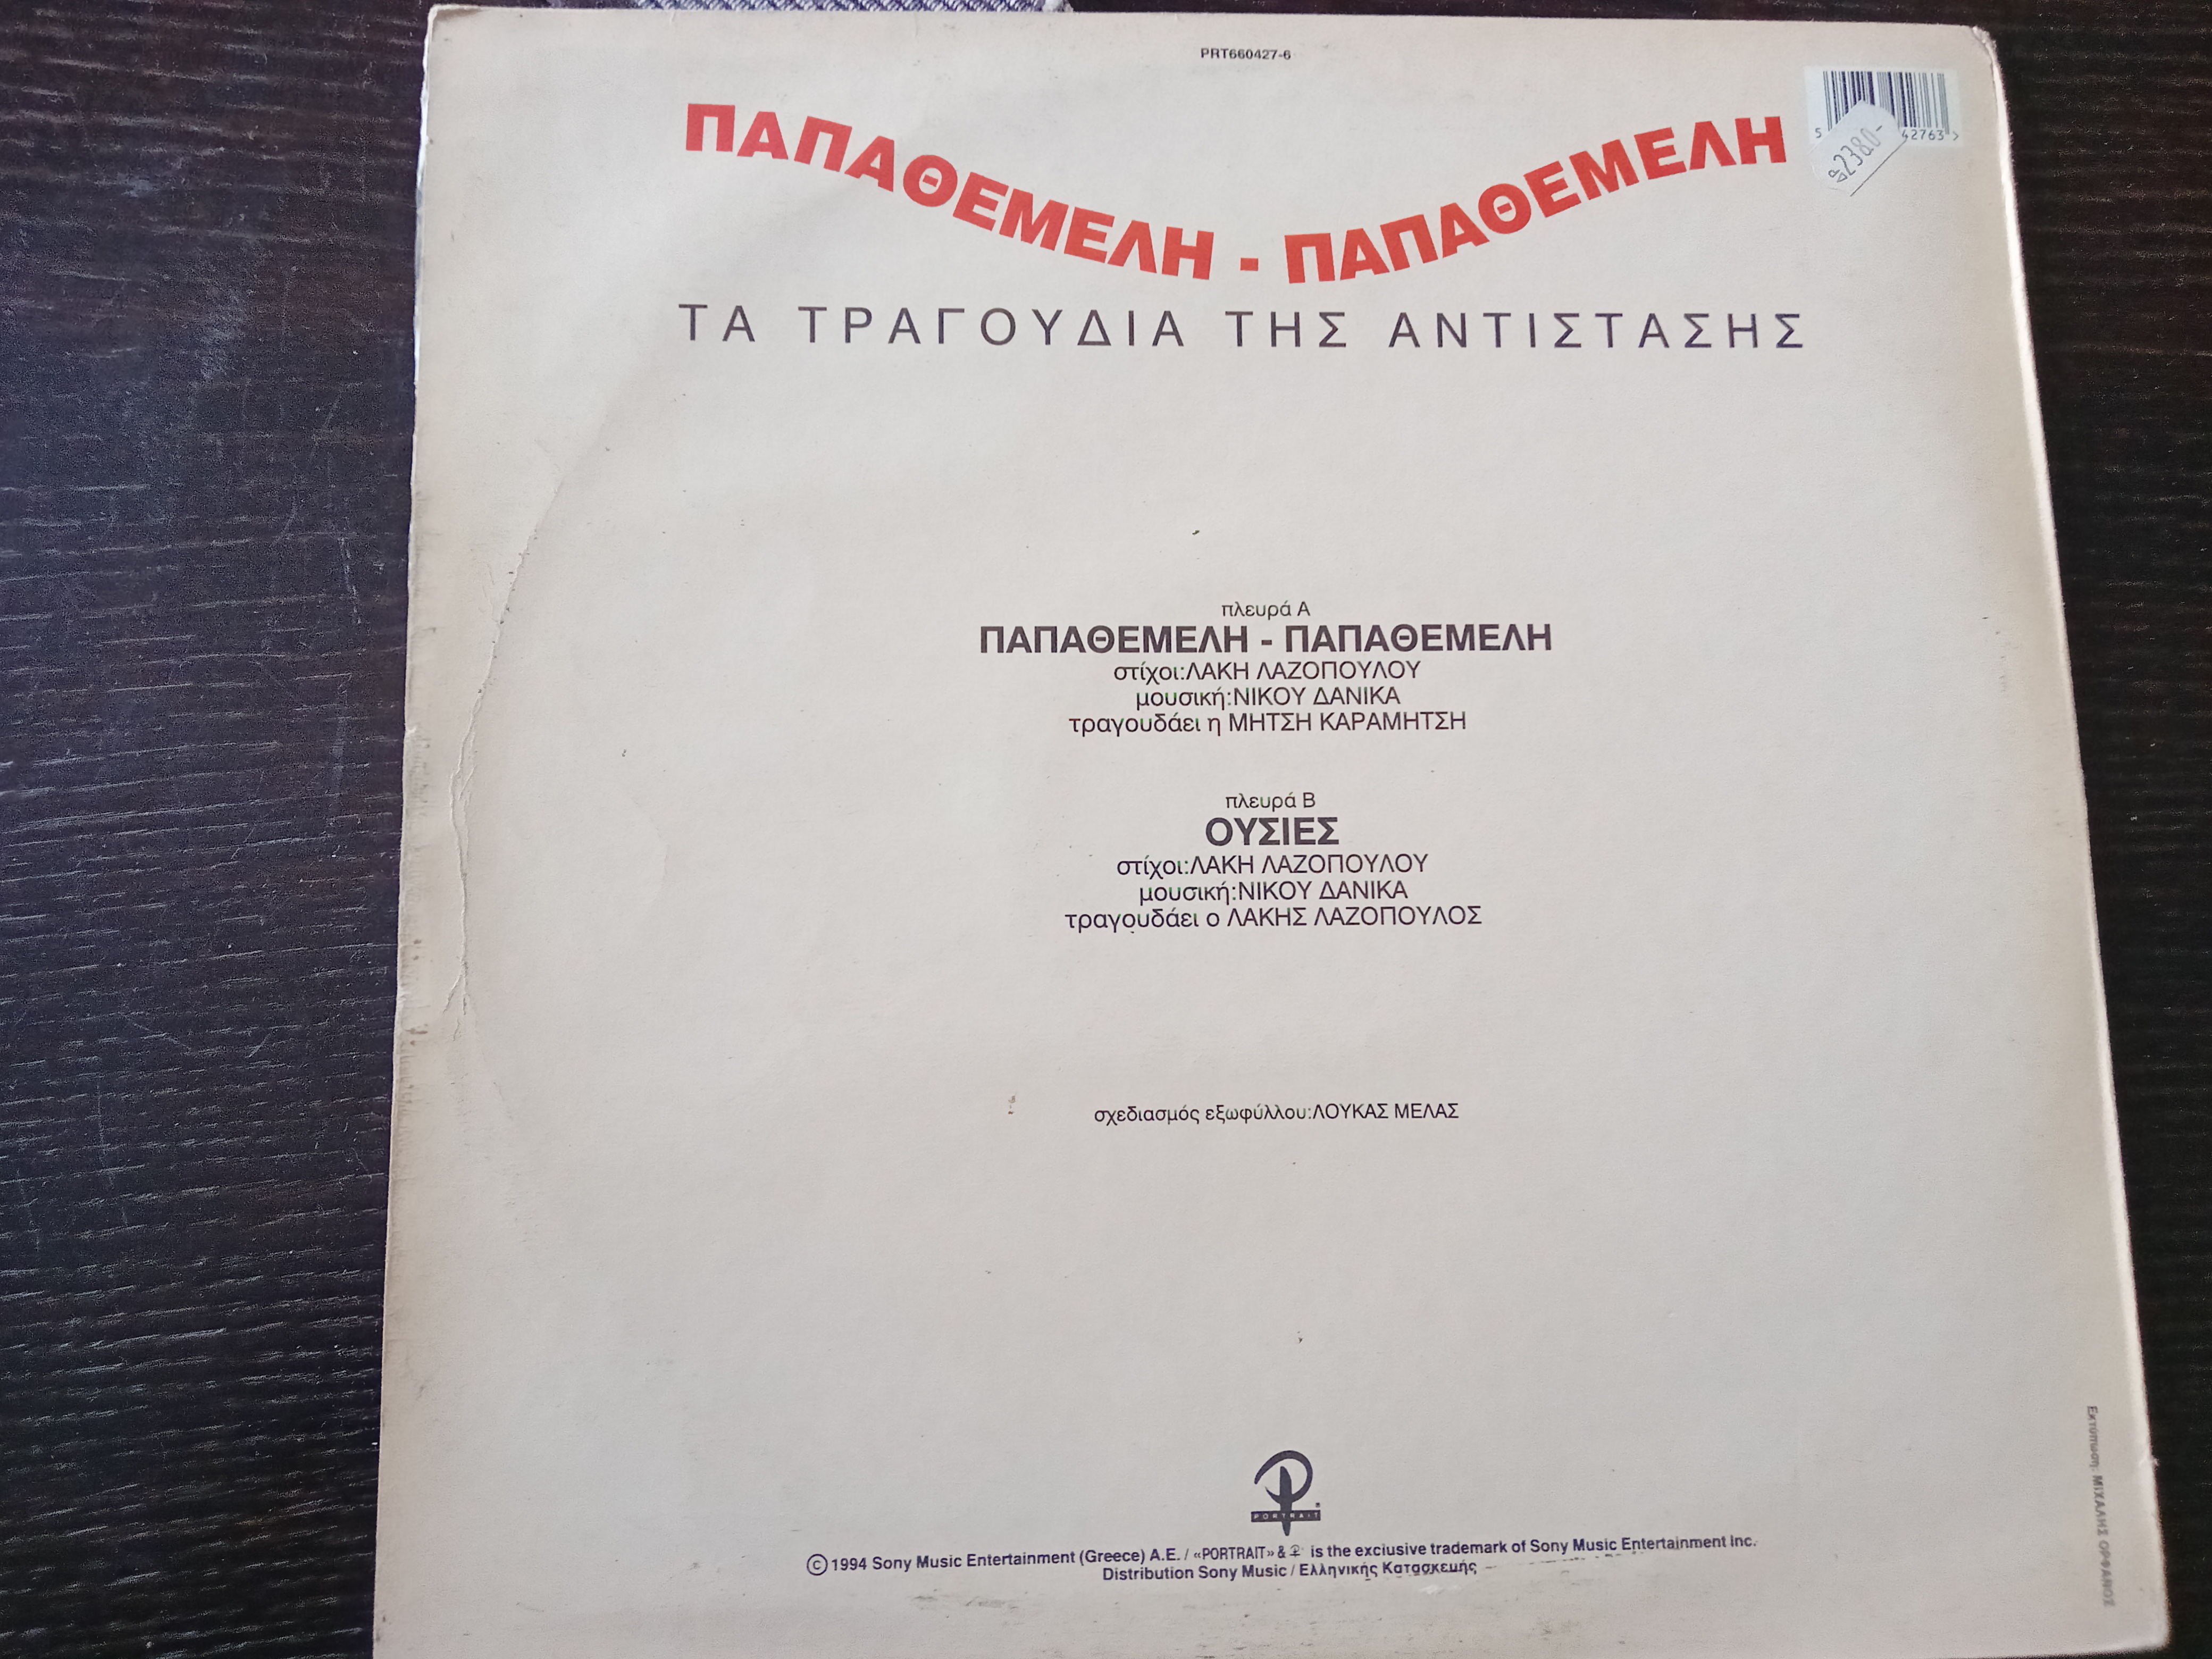 PRT660427-6
ΠΑΠΑΘΕΜΕΛΗ - ΠΑΠΑΘΕΜΕΛΗ
5 42763 >
2380-
ΤΑ ΤΡΑΓΟΥΔΙΑ ΤΗΣ ΑΝΤΙΣΤΑΣΗΣ
πλευρά Α
ΠΑΠΑΘΕΜΕΛΗ - ΠΑΠΑΘΕΜΕΛΗ
στίχοι:ΛΑΚΗ ΛΑΖΟΠΟΥΛΟΥ
μουσική:ΝΙΚΟΥ ΔΑΝΙΚΑ
τραγουδάει η ΜΗΤΣΗ ΚΑΡΑΜΗΤΣΗ
πλευρά Β
ΟΥΣΙΕΣ
στίχοι:ΛΑΚΗ ΛΑΖΟΠΟΥΛΟΥ
μουσική:ΝΙΚΟΥ ΔΑΝΙΚΑ
τραγουδάει ο ΛΑΚΗΣ ΛΑΖΟΠΟΥΛΟΣ
σχεδιασμός εξωφύλλου:ΛΟΥΚΑΣ ΜΕΛΑΣ
PORTRAIT
©1994 Sony Music Entertainment (Greece) A.E. / «PORTRAIT» & is the exclusive trademark of Sony Music Entertainment Inc.
Distribution Sony Music / Ελληνικής Κατασκευής
Εκτύπωση: ΜΙΧΑΛΗΣ ΟΡΦΑΝΟΣ